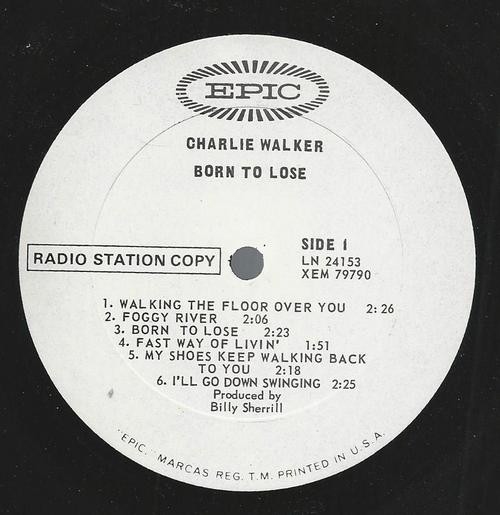 EPIC
CHARLIE WALKER
BORN TO LOSE
RADIO STATION COPY
SIDE 1
LN 24153
XEM 79790
1. WALKING THE FLOOR OVER YOU 2:26
2. FOGGY RIVER 2:06
3. BORN TO LOSE 2:23
4. FAST WAY OF LIVIN' 1:51
5. MY SHOES KEEP WALKING BACK
TO YOU 2:18
6. I'LL GO DOWN SWINGING 2:25
Produced by
Billy Sherrill
"EPIC," MARCAS REG. T.M. PRINTED IN U.S.A.